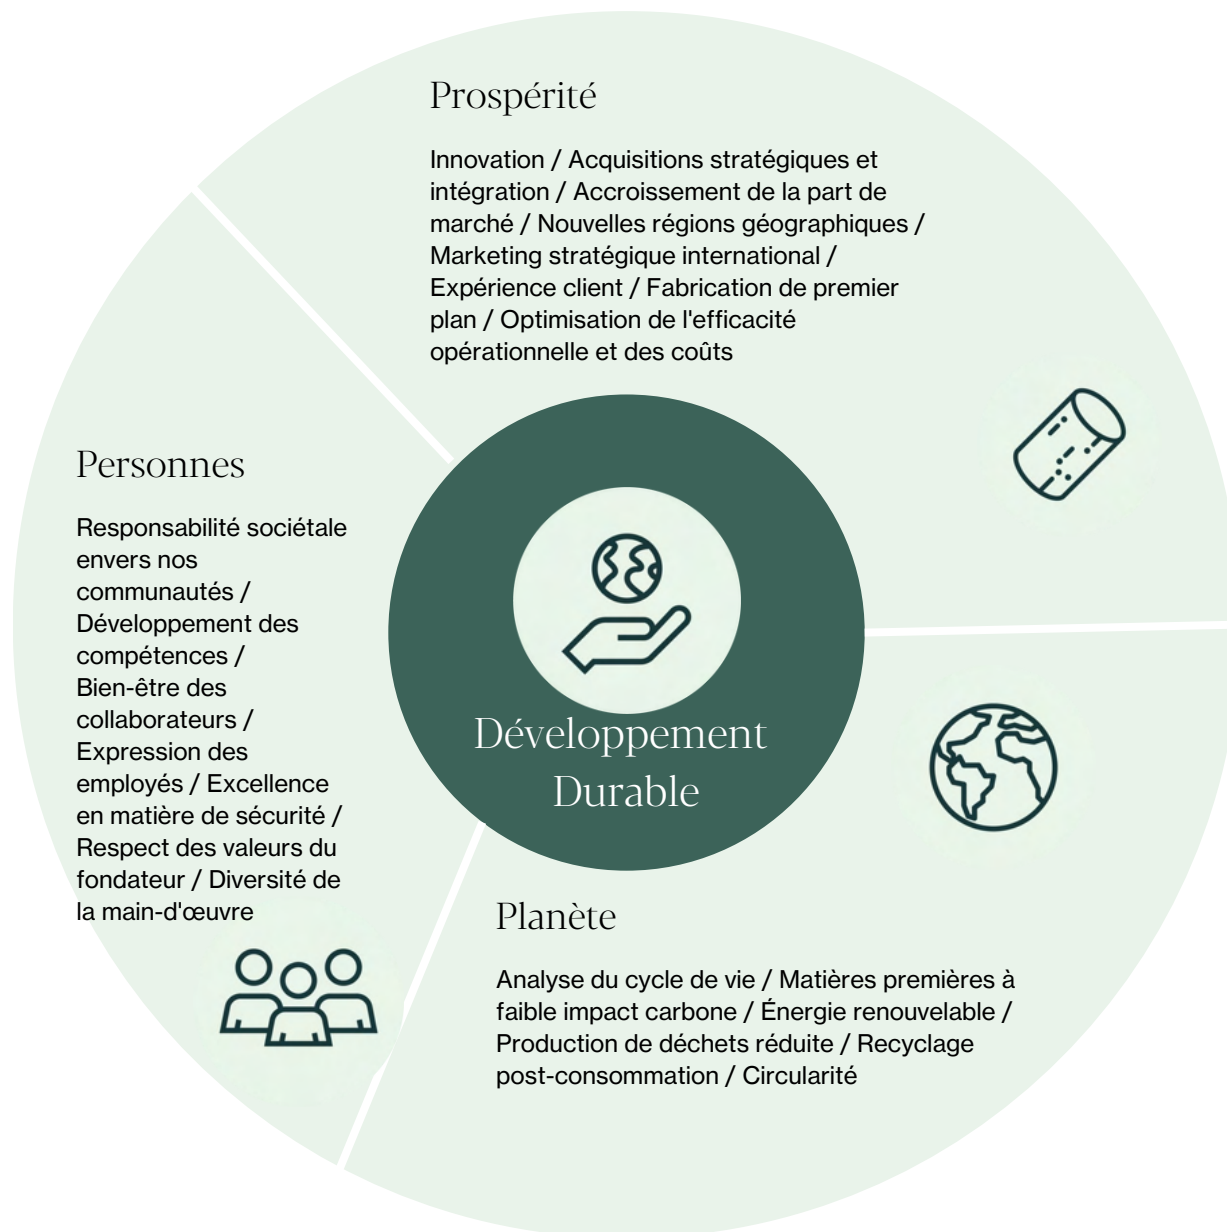 Prospérité
Innovation / Acquisitions stratégiques et
intégration / Accroissement de la part de
marché / Nouvelles régions géographiques /
Marketing stratégique international /
Expérience client / Fabrication de premier
plan / Optimisation de l'efficacité
opérationnelle et des coûts
Personnes
Responsabilité sociétale
envers nos
communautés /
Développement des
compétences /
Bien-être des
collaborateurs /
Expression des
employés / Excellence
en matière de sécurité /
Respect des valeurs du
fondateur / Diversité de
la main-d'œuvre
Développement
Durable
Planète
Analyse du cycle de vie / Matières premières à
faible impact carbone / Énergie renouvelable /
Production de déchets réduite / Recyclage
post-consommation / Circularité